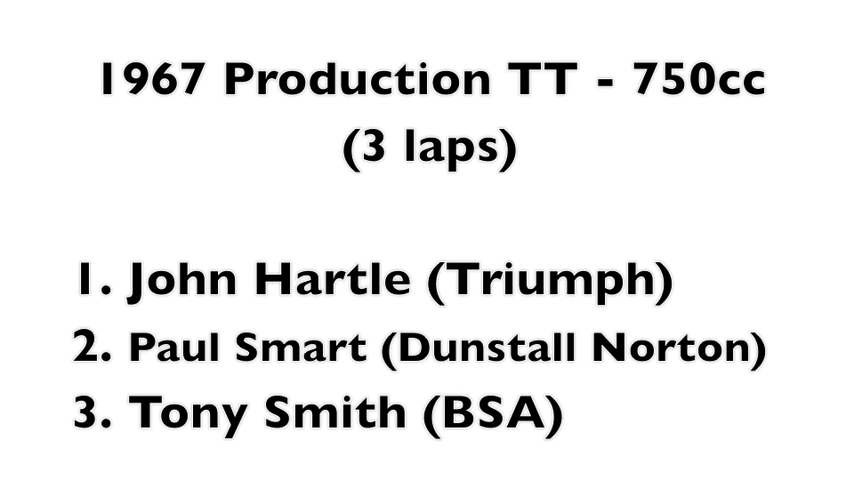 1967 Production TT - 750cc
(3 laps)
1. John Hartle (Triumph)
2. Paul Smart (Dunstall Norton)
3. Tony Smith (BSA)